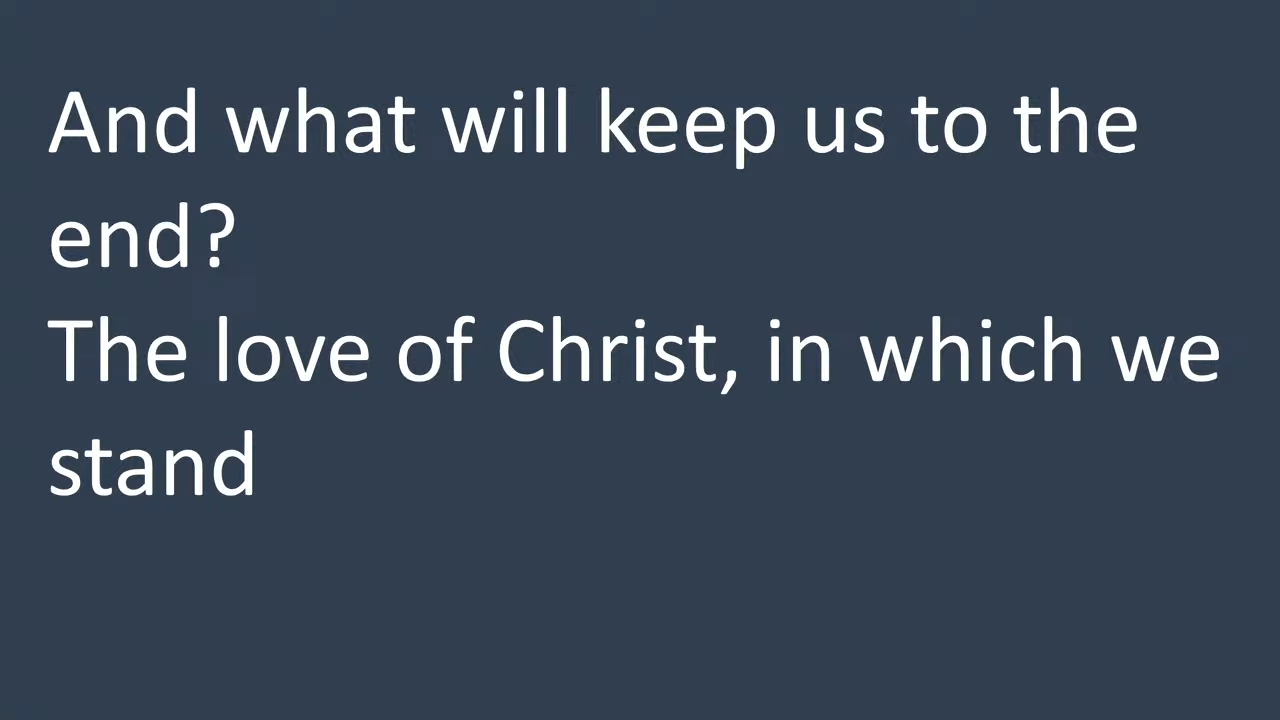 And what will keep us to the
end?
The love of Christ, in which we
stand